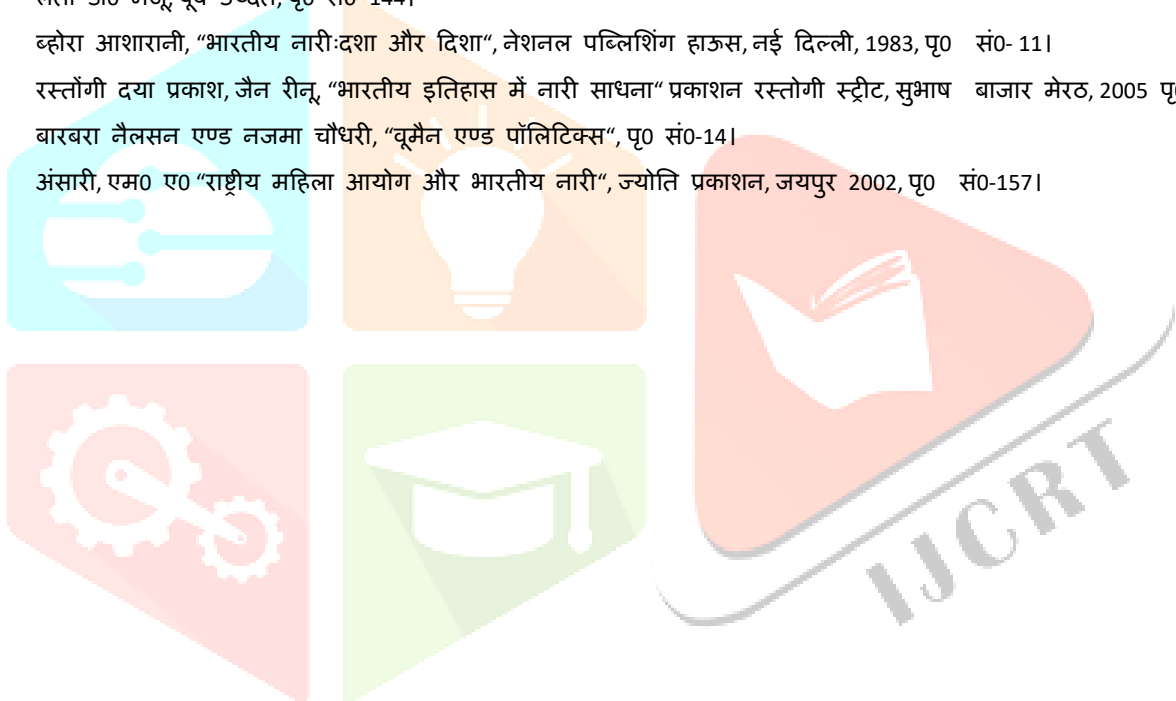 पृ0 144।
ब्होरा आशारानी, “भारतीय नारीःदशा और दिशा“, नेशनल पब्लिशिंग हाऊस, नई दिल्ली, 1983, पृ0 सं0- 11।
रस्तोंगी दया प्रकाश, जैन रीनू, “भारतीय इतिहास में नारी साधना“ प्रकाशन रस्तोगी स्ट्रीट, सुभाष बाजार मेरठ, 2005
बारबरा नैलसन एण्ड नजमा चौधरी, “वूमैन एण्ड पॉलिटिक्स“, पृ0 सं0-14।
अंसारी, एम0 ए0 “राष्ट्रीय महिला आयोग और भारतीय नारी“, ज्योति प्रकाशन, जयपुर 2002, पृ0 सं0-157।
IJCRT